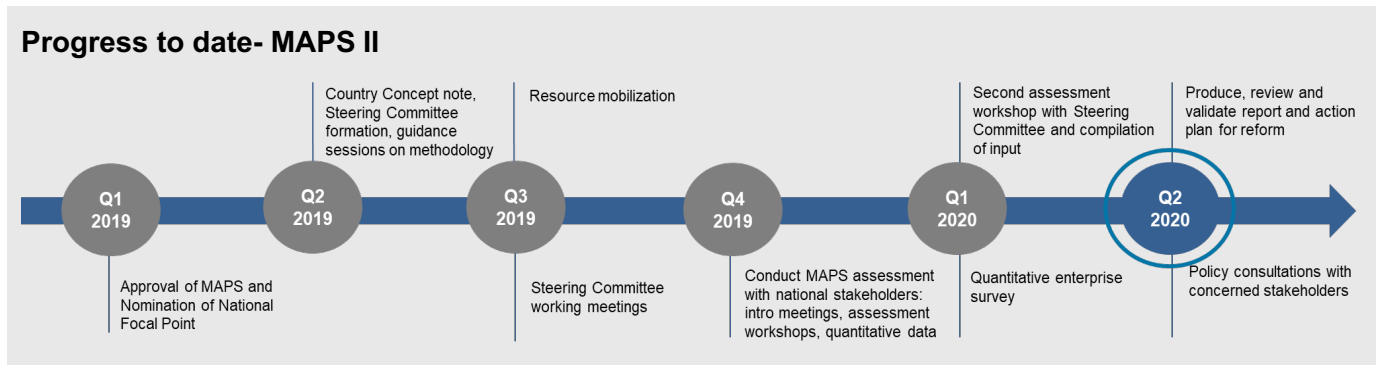 Progress to date- MAPS II
Country Concept note,
Steering Committee
formation, guidance
sessions on methodology
Resource mobilization
Second assessment
workshop with Steering
Committee and compilation
of input
Produce, review and
validate report and action
plan for reform
Q1
2019
Q2
2019
Q3
2019
Q4
2019
Q1
2020
Q2
2020
Approval of MAPS and
Nomination of National
Focal Point
Steering Committee
working meetings
Conduct MAPS assessment
with national stakeholders:
intro meetings, assessment
workshops, quantitative data
Quantitative enterprise
survey
Policy consultations with
concerned stakeholders